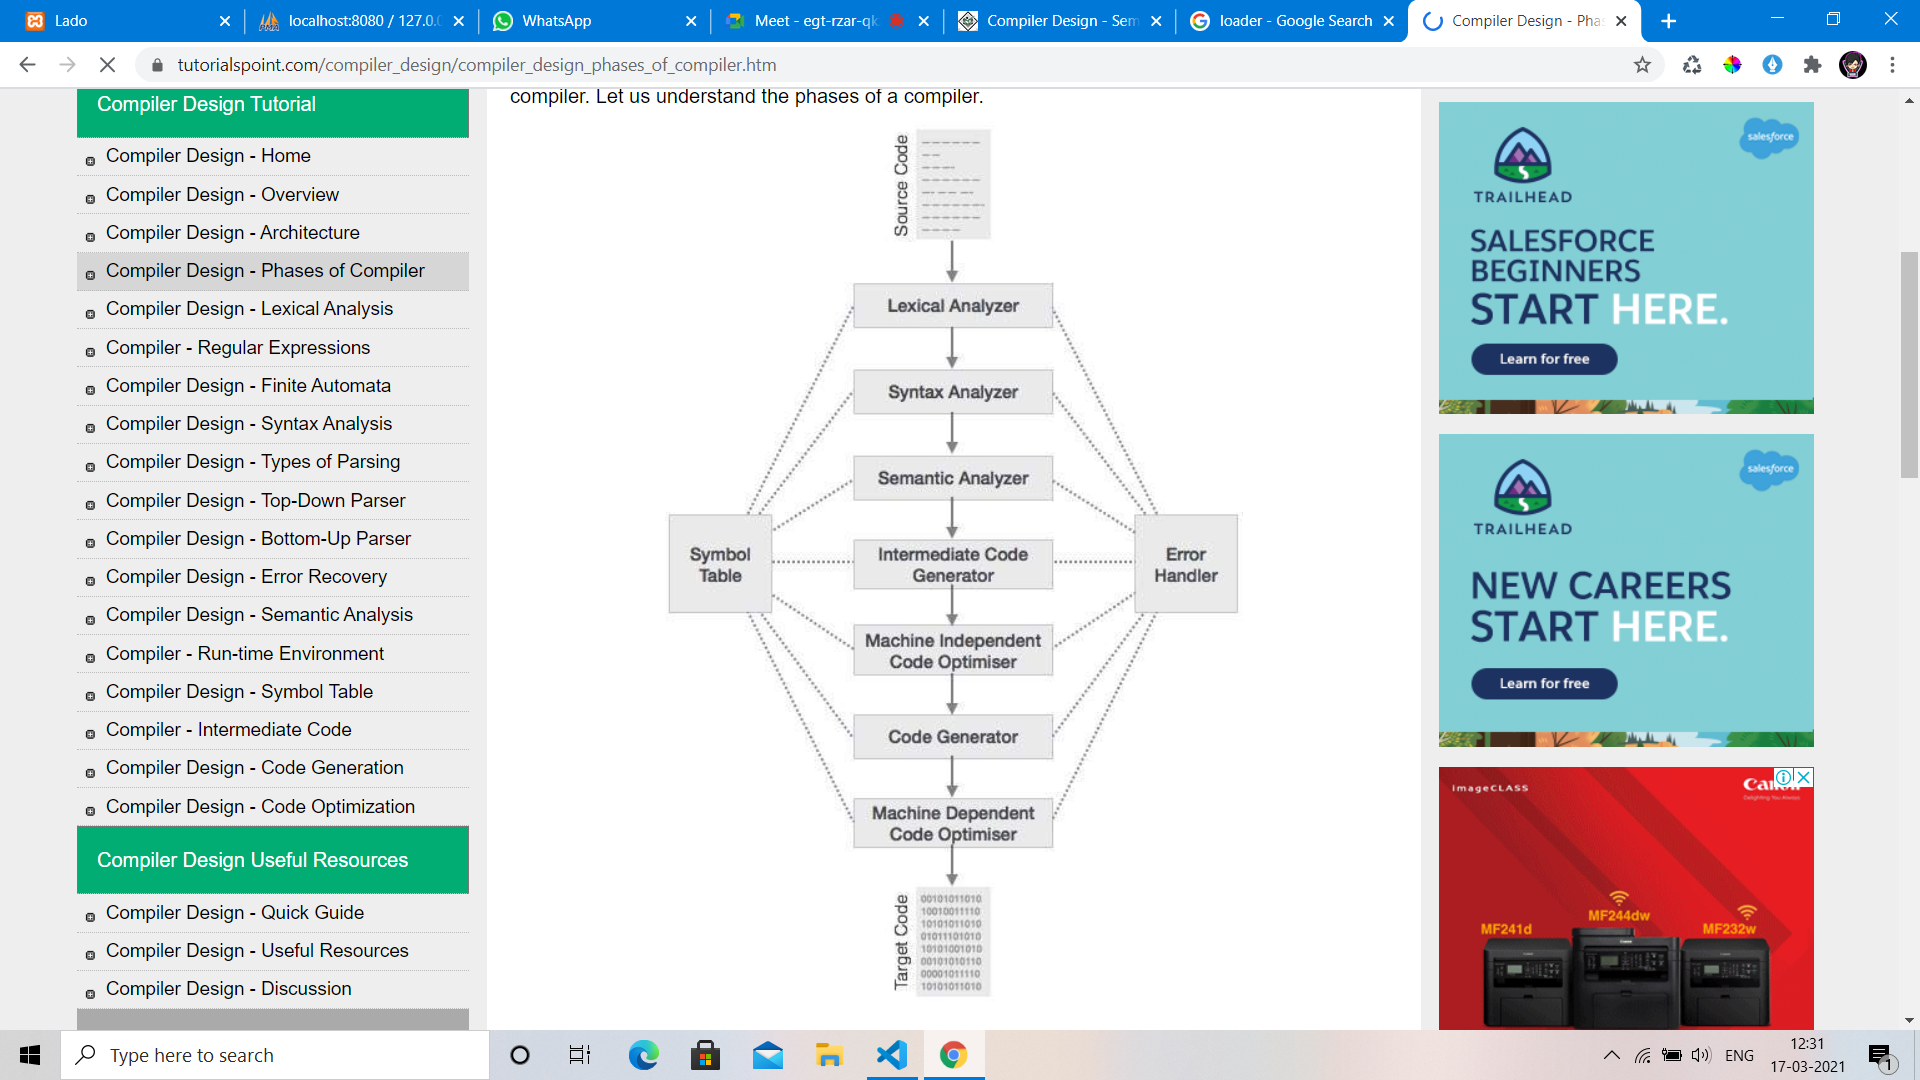 Lado
localhost:8080 / 127.0.0
WhatsApp
Meet - egt-rzar-qk
Compiler Design - Sem
loader - Google Search
Compiler Design - Pha
tutorialspoint.com/compiler_design/compiler_design_phases_of_compiler.htm
Compiler Design Tutorial
Compiler Design - Home
Compiler Design - Overview
Compiler Design - Architecture
Compiler Design - Phases of Compiler
Compiler Design - Lexical Analysis
Compiler - Regular Expressions
Compiler Design - Finite Automata
Compiler Design - Syntax Analysis
Compiler Design - Types of Parsing
Compiler Design - Top-Down Parser
Compiler Design - Bottom-Up Parser
Compiler Design - Error Recovery
Compiler Design - Semantic Analysis
Compiler - Run-time Environment
Compiler Design - Symbol Table
Compiler - Intermediate Code
Compiler Design - Code Generation
Compiler Design - Code Optimization
Compiler Design Useful Resources
Compiler Design - Quick Guide
Compiler Design - Useful Resources
Compiler Design - Discussion
compiler. Let us understand the phases of a compiler.
Source Code
Lexical Analyzer
Syntax Analyzer
Semantic Analyzer
Symbol
Table
Intermediate Code
Generator
Error
Handler
Machine Independent
Code Optimiser
Code Generator
Machine Dependent
Code Optimiser
Target Code
00101011010
10010011110
10101011010
01011101010
10101001010
00101010110
00001011110
10101011010
salesforce
TRAILHEAD
SALESFORCE
BEGINNERS
START HERE.
Learn for free
salesforce
TRAILHEAD
NEW CAREERS
START HERE.
Learn for free
imageCLASS
Canon
Delighting You Always
MF241d
MF244dw
MF232w
Type here to search
ENG
12:31
17-03-2021
1